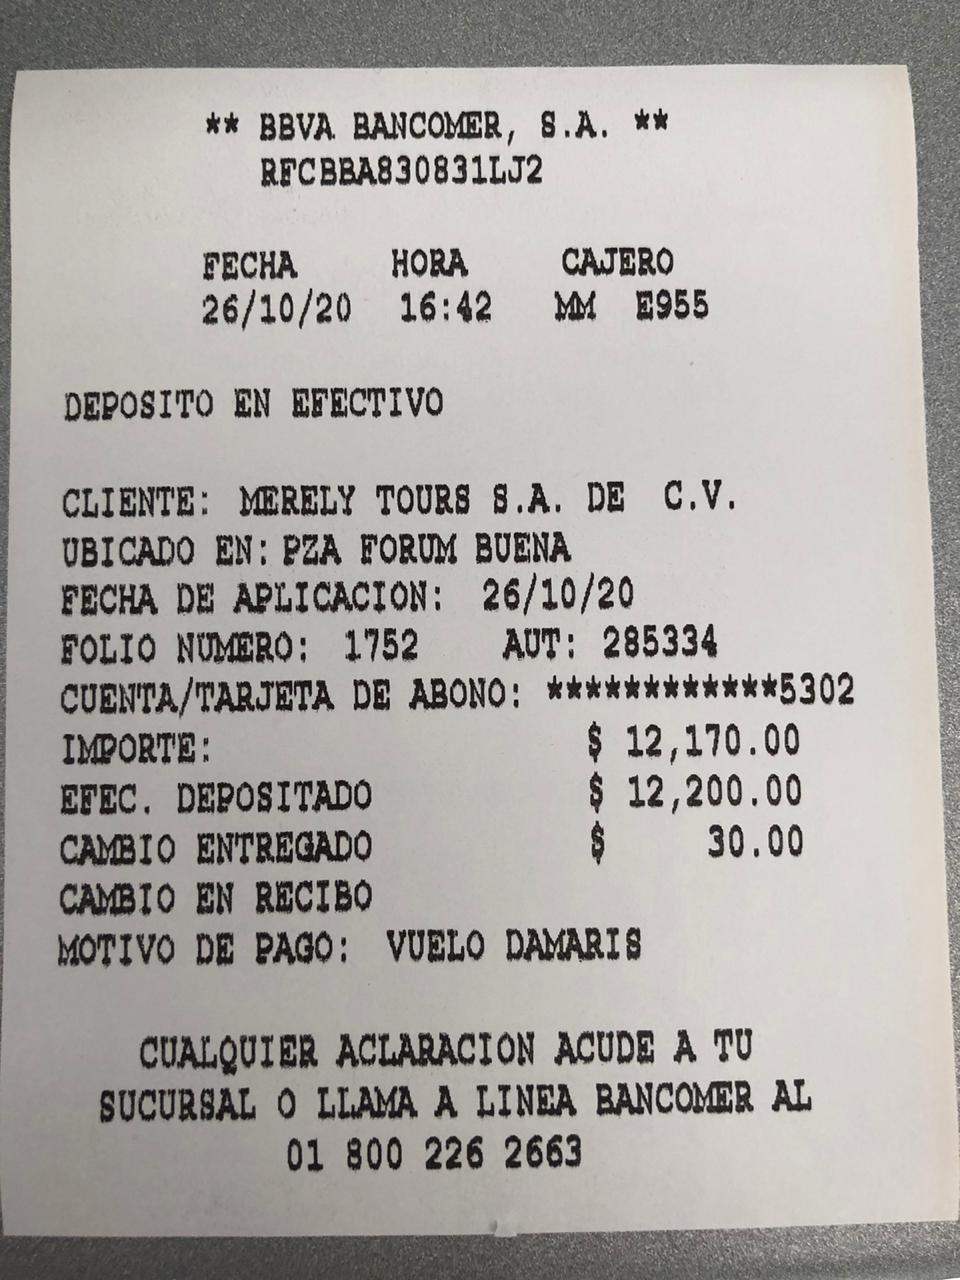 ** BBVA BANCOMER, S.A. **
RFCBBA830831LJ2
FECHA HORA CAJERO
26/10/20 16:42 MM E955
DEPOSITO EN EFECTIVO
CLIENTE: MERELY TOURS S.A. DE C.V.
UBICADO EN: PZA FORUM BUENA
FECHA DE APLICACION: 26/10/20
FOLIO NUMERO: 1752 AUT: 285334
CUENTA/TARJETA DE ABONO: ************5302
IMPORTE: $ 12,170.00
EFEC. DEPOSITADO $ 12,200.00
CAMBIO ENTREGADO $ 30.00
CAMBIO EN RECIBO
MOTIVO DE PAGO: VUELO DAMARIS
CUALQUIER ACLARACION ACUDE A TU
SUCURSAL O LLAMA A LINEA BANCOMER AL
01 800 226 2663